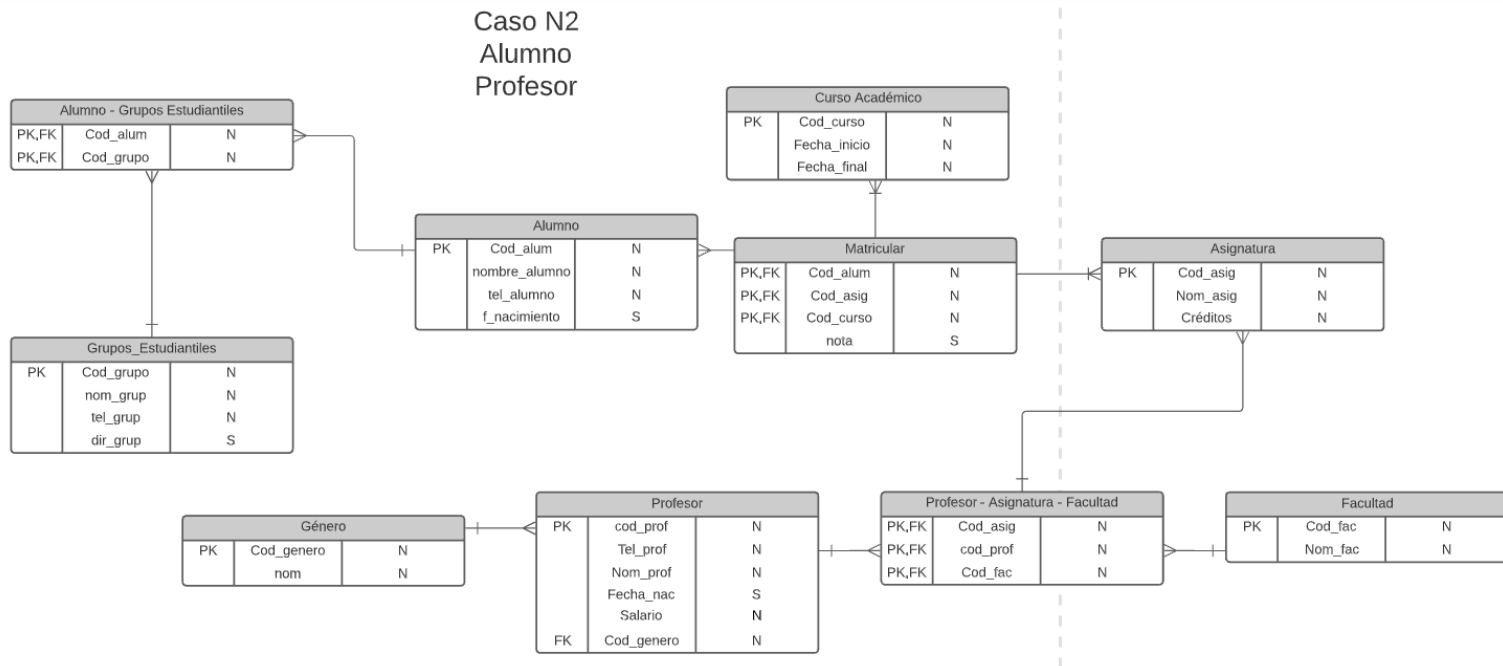 Caso N2
Alumno
Profesor
Alumno - Grupos Estudiantiles
PK,FK Cod_alum N
PK,FK Cod_grupo N
Curso Académico
PK Cod_curso N
Fecha_inicio N
Fecha_final N
Alumno
PK Cod_alum N
nombre_alumno N
tel_alumno N
f_nacimiento S
Matricular
PK,FK Cod_alum N
PK,FK Cod_asig N
PK,FK Cod_curso N
nota S
Asignatura
PK Cod_asig N
Nom_asig N
Créditos N
Grupos_Estudiantiles
PK Cod_grupo N
nom_grup N
tel_grup N
dir_grup S
Género
PK Cod_genero N
nom N
Profesor
PK cod_prof N
Tel_prof N
Nom_prof N
Fecha_nac S
Salario N
FK Cod_genero N
Profesor - Asignatura - Facultad
PK,FK Cod_asig N
PK,FK cod_prof N
PK,FK Cod_fac N
Facultad
PK Cod_fac N
Nom_fac N